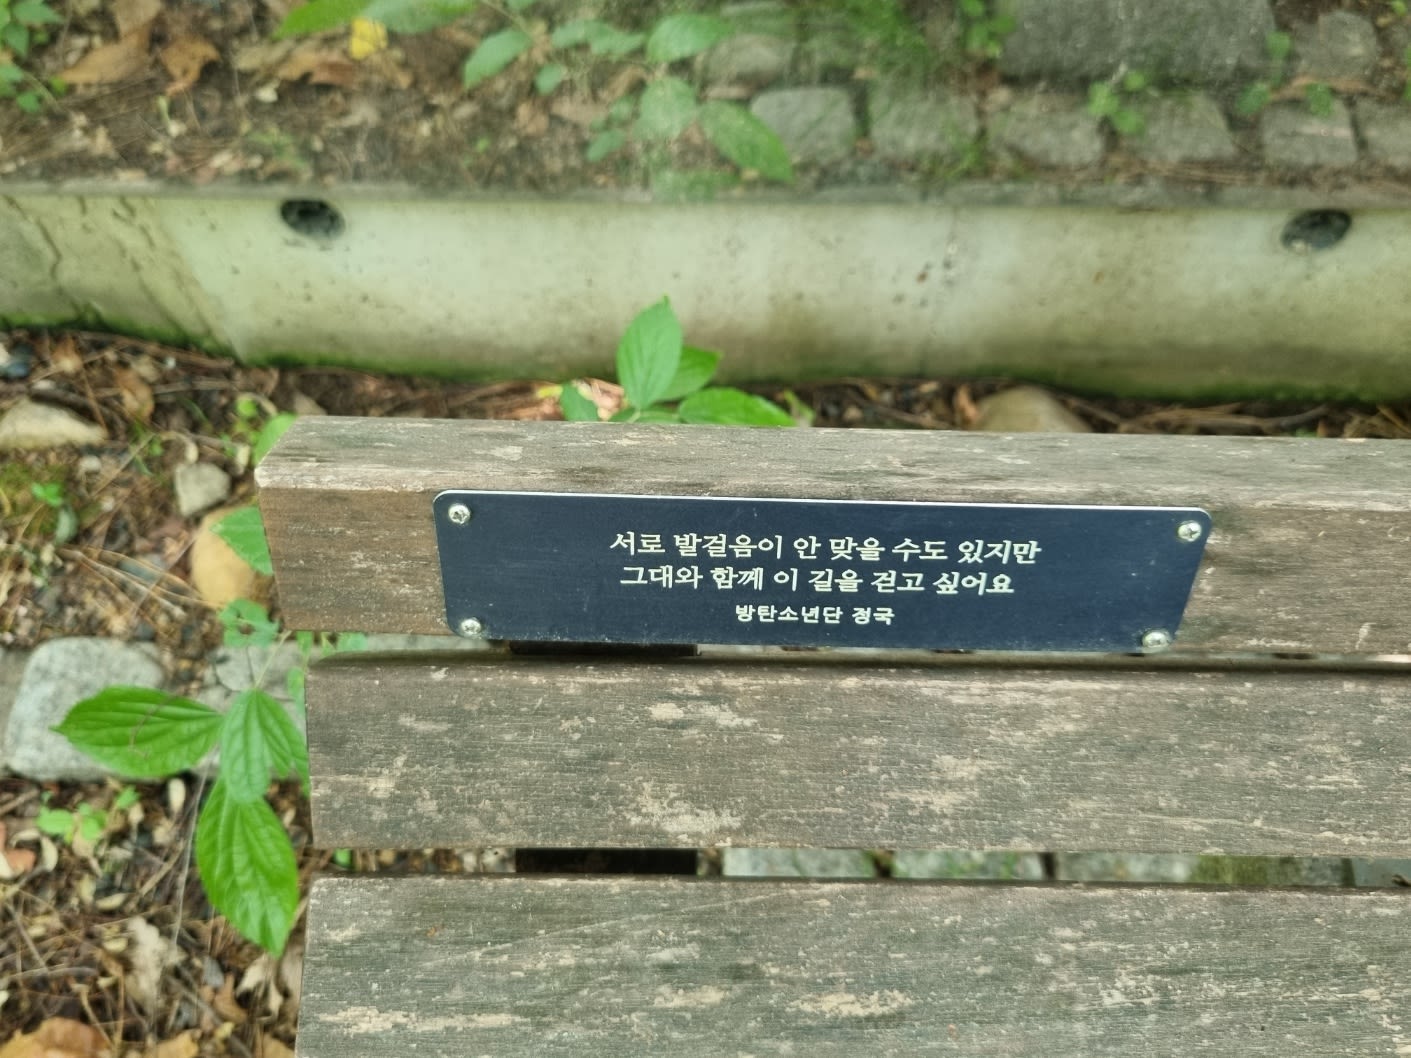 서로 발걸음이 안 맞을 수도 있지만
그대와 함께 이 길을 걷고 싶어요
방탄소년단 정국